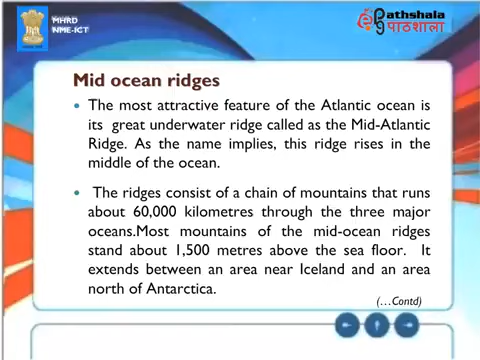 MHRD
NME-ICT
Pathshala
पाठशाला
Mid ocean ridges
• The most attractive feature of the Atlantic ocean is
its great underwater ridge called as the Mid-Atlantic
Ridge. As the name implies, this ridge rises in the
middle of the ocean.
• The ridges consist of a chain of mountains that runs
about 60,000 kilometres through the three major
oceans.Most mountains of the mid-ocean ridges
stand about 1,500 metres above the sea floor. It
extends between an area near Iceland and an area
north of Antarctica.
(…Contd)